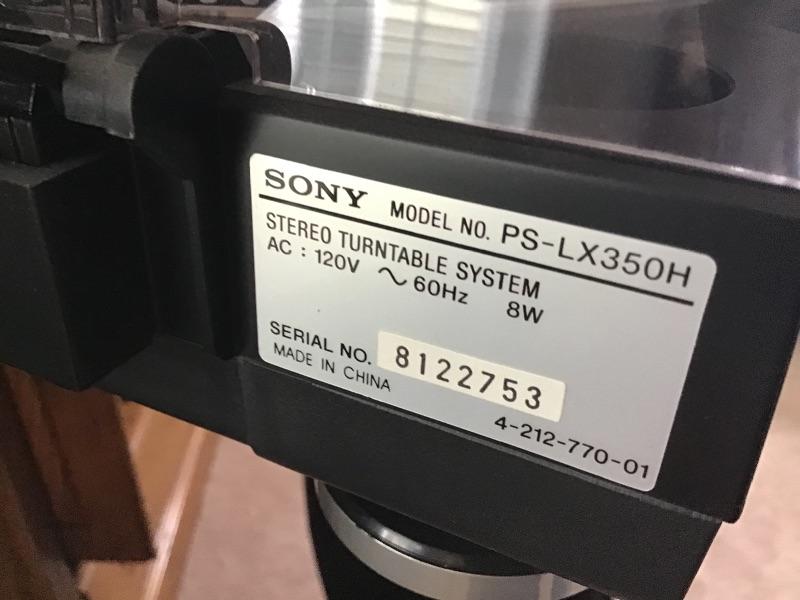 SONY MODEL NO. PS-LX350H
STEREO TURNTABLE SYSTEM
AC : 120V ～ 60Hz 8W
SERIAL NO. 8122753
MADE IN CHINA
4-212-770-01